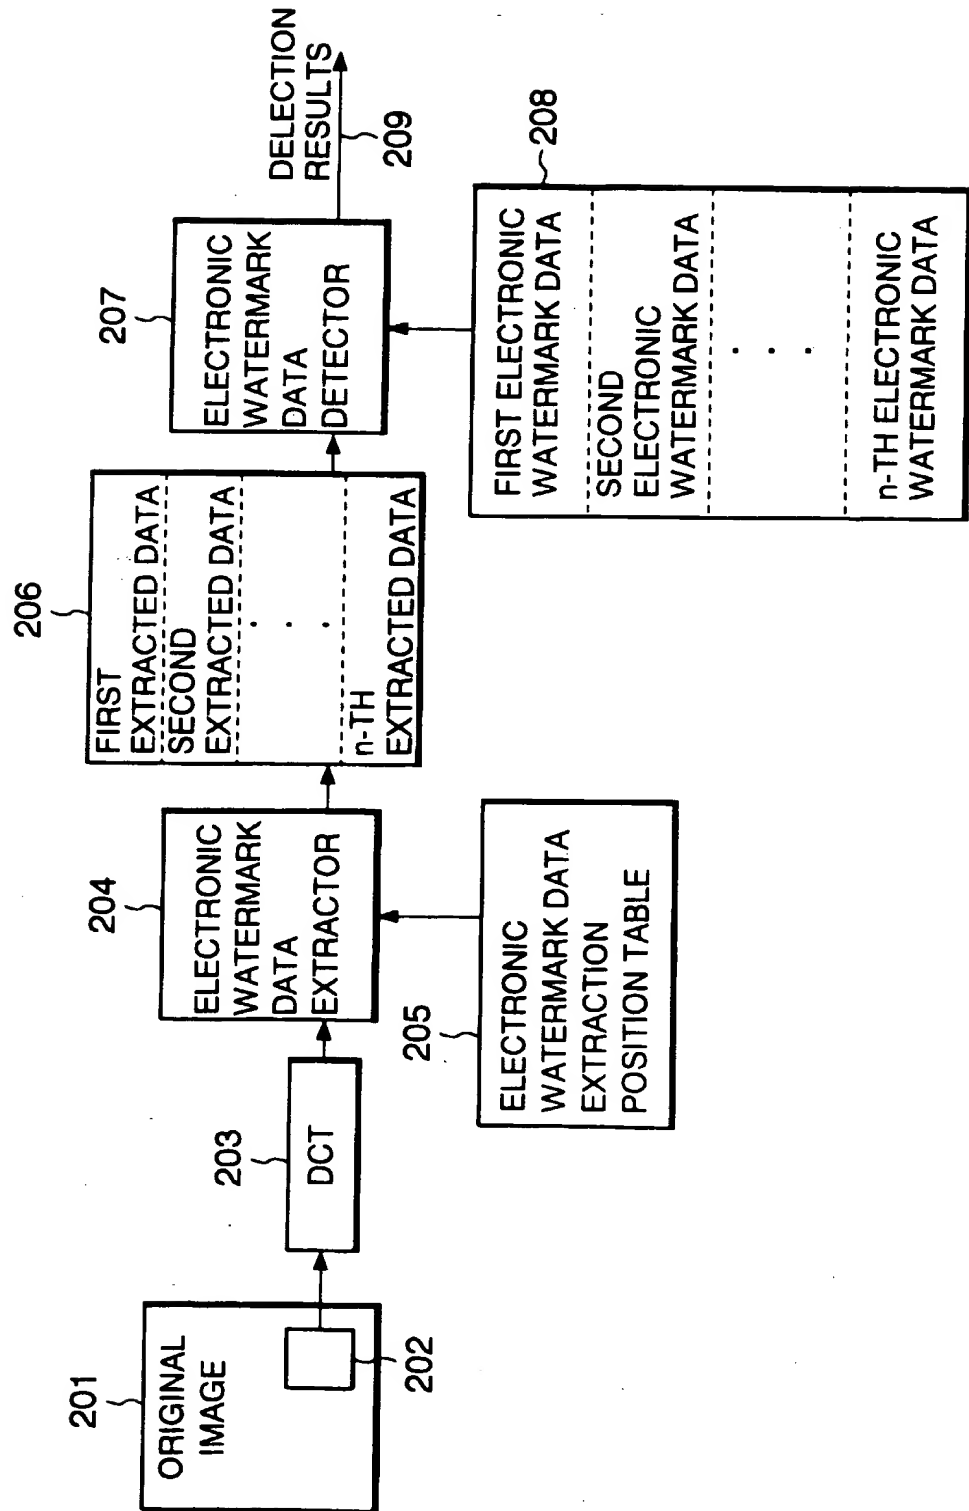 201
ORIGINAL
IMAGE
202
203
DCT
204
ELECTRONIC
WATERMARK
DATA
EXTRACTOR
205
ELECTRONIC
WATERMARK DATA
EXTRACTION
POSITION TABLE
206
FIRST
EXTRACTED DATA
SECOND
EXTRACTED DATA
. . .
n-TH
EXTRACTED DATA
207
ELECTRONIC
WATERMARK
DATA
DETECTOR
DELECTION
RESULTS
209
208
FIRST ELECTRONIC
WATERMARK DATA
SECOND
ELECTRONIC
WATERMARK DATA
. . .
n-TH ELECTRONIC
WATERMARK DATA